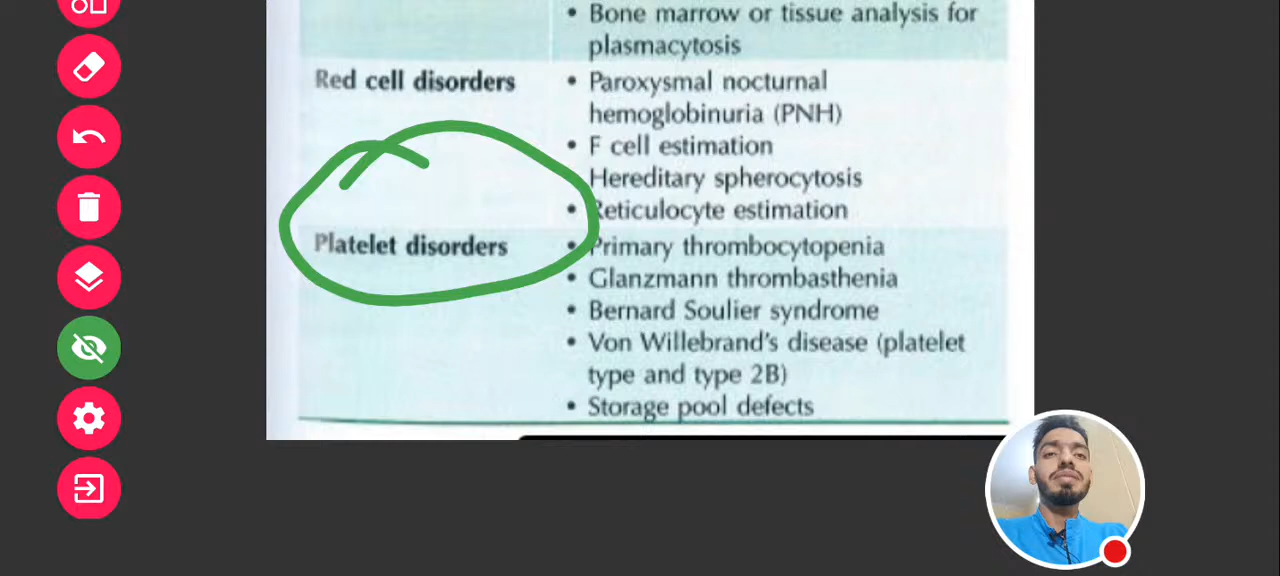 • Bone marrow or tissue analysis for
plasmacytosis
Red cell disorders
• Paroxysmal nocturnal
hemoglobinuria (PNH)
• F cell estimation
Hereditary spherocytosis
• Reticulocyte estimation
Platelet disorders
• Primary thrombocytopenia
• Glanzmann thrombasthenia
• Bernard Soulier syndrome
• Von Willebrand's disease (platelet
type and type 2B)
• Storage pool defects